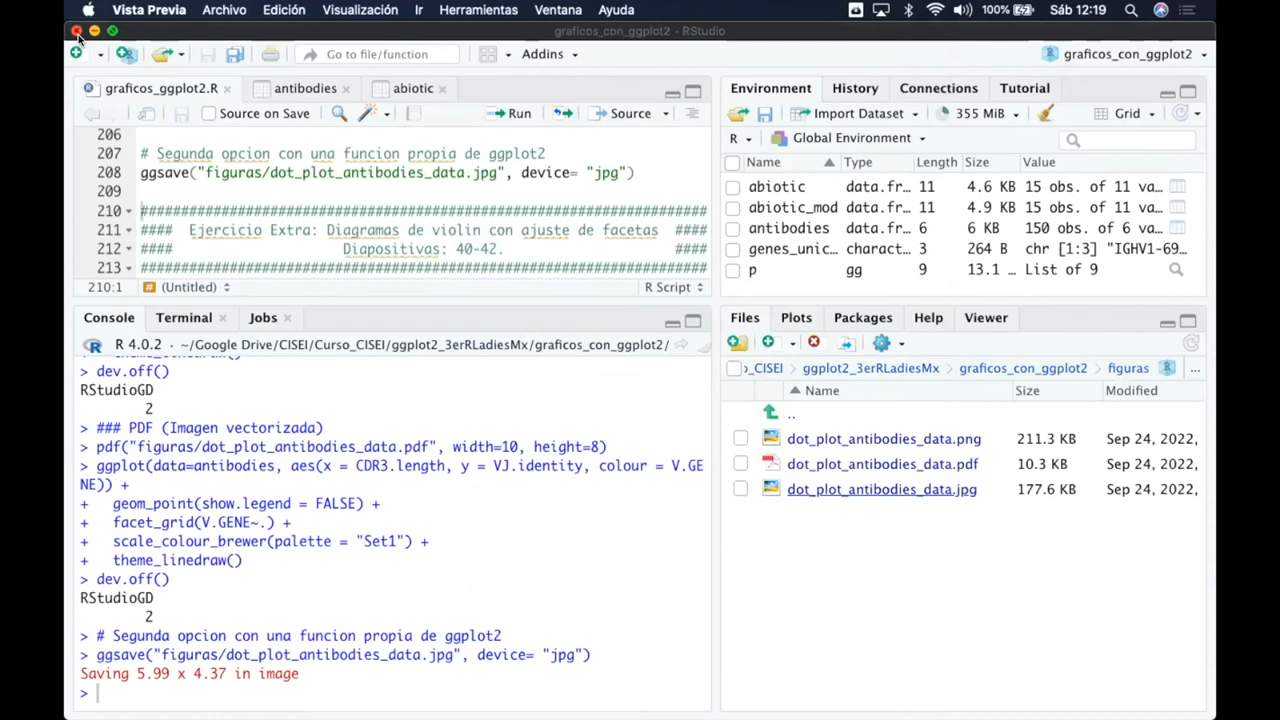 Vista Previa Archivo Edición Visualización Ir Herramientas Ventana Ayuda 100% Sáb 12:19
graficos_con_ggplot2 - RStudio
Go to file/function Addins graficos_con_ggplot2
graficos_ggplot2.R antibodies abiotic
Source on Save Run Source
206
207 # Segunda opcion con una funcion propia de ggplot2
208 ggsave("figuras/dot_plot_antibodies_data.jpg", device= "jpg")
209
210 ######################################################################
211 #### Ejercicio Extra: Diagramas de violin con ajuste de facetas ####
212 #### Diapositivas: 40-42. ####
213 ######################################################################
210:1 # (Untitled) R Script
Console Terminal Jobs
R 4.0.2 · ~/Google Drive/CISEI/Curso_CISEI/ggplot2_3erRLadiesMx/graficos_con_ggplot2/
+ theme_linedraw()
> dev.off()
RStudioGD
2
> ### PDF (Imagen vectorizada)
> pdf("figuras/dot_plot_antibodies_data.pdf", width=10, height=8)
> ggplot(data=antibodies, aes(x = CDR3.length, y = VJ.identity, colour = V.GE
NE)) +
+ geom_point(show.legend = FALSE) +
+ facet_grid(V.GENE~.) +
+ scale_colour_brewer(palette = "Set1") +
+ theme_linedraw()
> dev.off()
RStudioGD
2
> # Segunda opcion con una funcion propia de ggplot2
> ggsave("figuras/dot_plot_antibodies_data.jpg", device= "jpg")
Saving 5.99 x 4.37 in image
>
Environment History Connections Tutorial
Import Dataset 355 MiB Grid
R Global Environment
Name Type Length Size Value
abiotic data.fr… 11 4.6 KB 15 obs. of 11 va…
abiotic_mod data.fr… 11 4.9 KB 15 obs. of 11 va…
antibodies data.fr… 6 6 KB 150 obs. of 6 va…
genes_unic… charact… 3 264 B chr [1:3] "IGHV1-69…
p gg 9 13.1 … List of 9
Files Plots Packages Help Viewer
o_CISEI ggplot2_3erRLadiesMx graficos_con_ggplot2 figuras ...
Name Size Modified
..
dot_plot_antibodies_data.png 211.3 KB Sep 24, 2022,
dot_plot_antibodies_data.pdf 10.3 KB Sep 24, 2022,
dot_plot_antibodies_data.jpg 177.6 KB Sep 24, 2022,